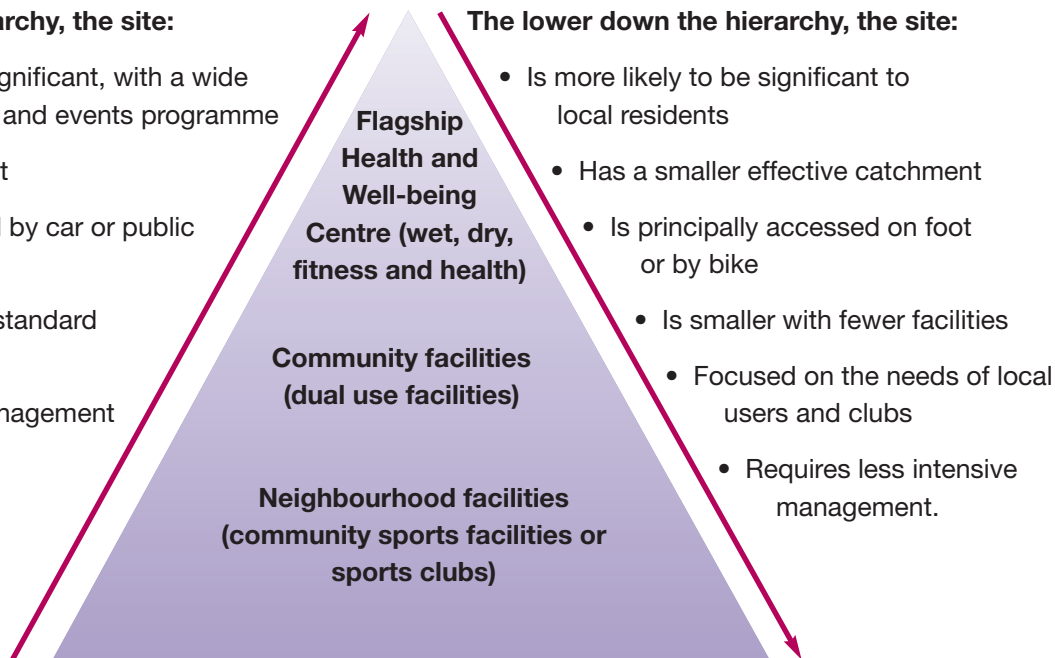 archy, the site:
gnificant, with a wide
and events programme
t
by car or public
standard
nagement
Flagship
Health and
Well-being
Centre (wet, dry,
fitness and health)
Community facilities
(dual use facilities)
Neighbourhood facilities
(community sports facilities or
sports clubs)
The lower down the hierarchy, the site:
• Is more likely to be significant to
local residents
• Has a smaller effective catchment
• Is principally accessed on foot
or by bike
• Is smaller with fewer facilities
• Focused on the needs of local
users and clubs
• Requires less intensive
management.